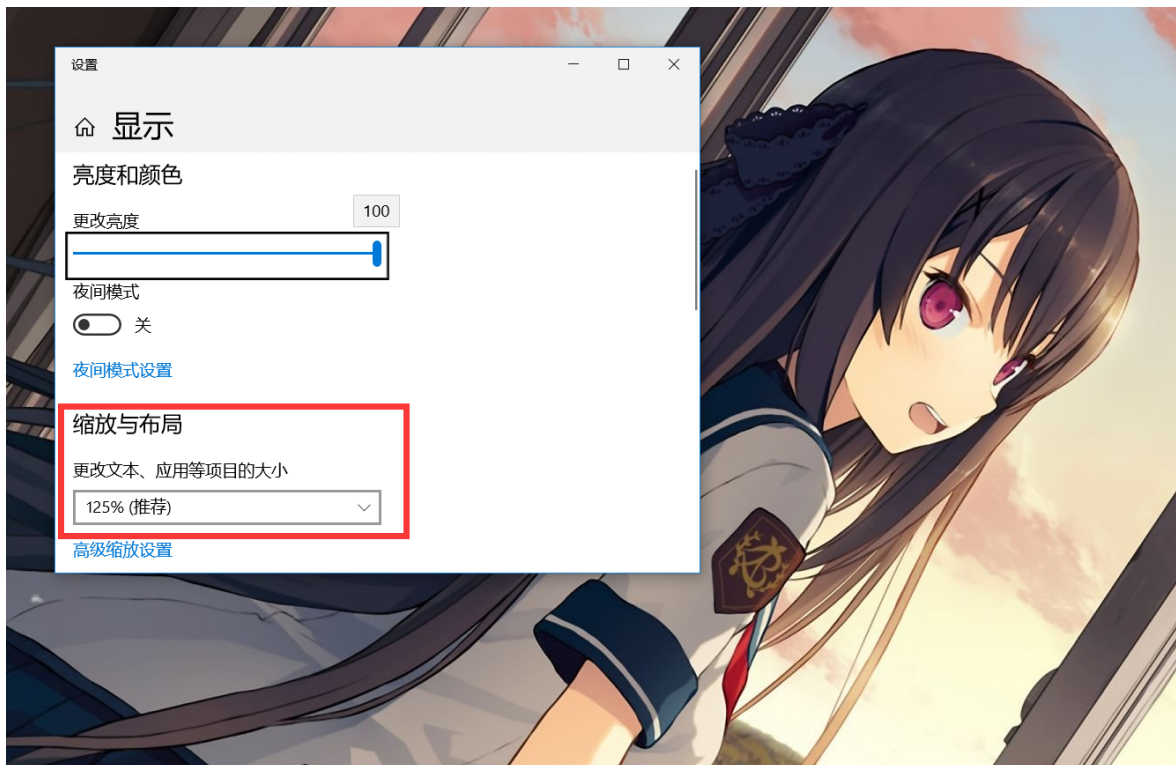 设置
显示
亮度和颜色
更改亮度
100
夜间模式
关
夜间模式设置
缩放与布局
更改文本、应用等项目的大小
125% (推荐)
高级缩放设置